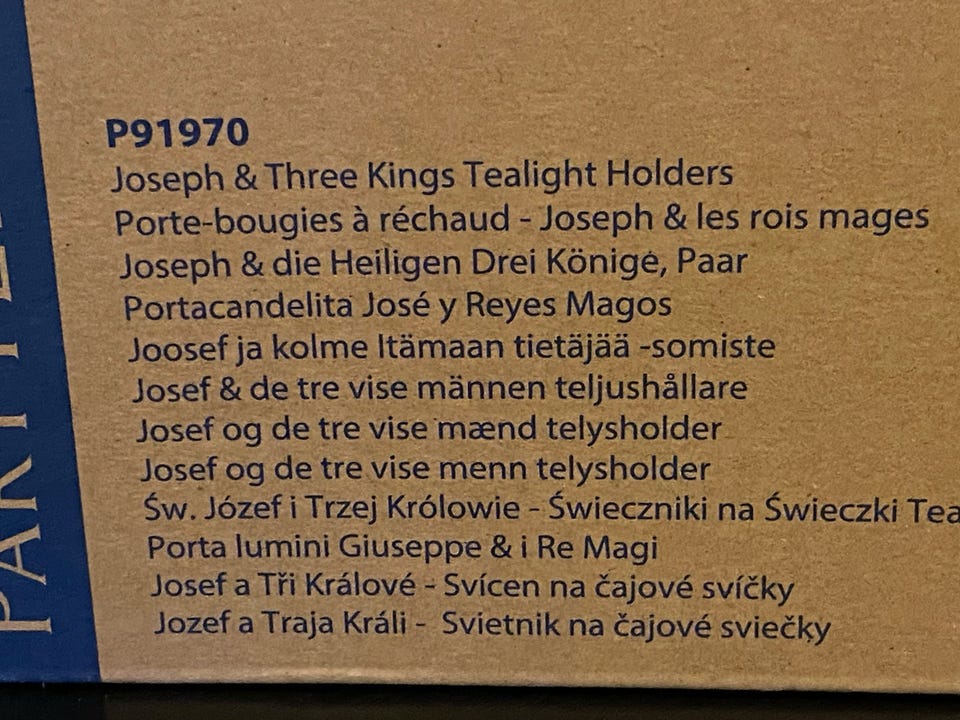 P91970
Joseph & Three Kings Tealight Holders
Porte-bougies à réchaud - Joseph & les rois mages
Joseph & die Heiligen Drei Könige, Paar
Portacandelita José y Reyes Magos
Joosef ja kolme Itämaan tietäjää -somiste
Josef & de tre vise männen teljushållare
Josef og de tre vise mænd telysholder
Josef og de tre vise menn telysholder
Św. Józef i Trzej Królowie - Świeczniki na Świeczki Tea
Porta lumini Giuseppe & i Re Magi
Josef a Tři Králové - Svícen na čajové svíčky
Jozef a Traja Králi - Svietnik na čajové sviečky